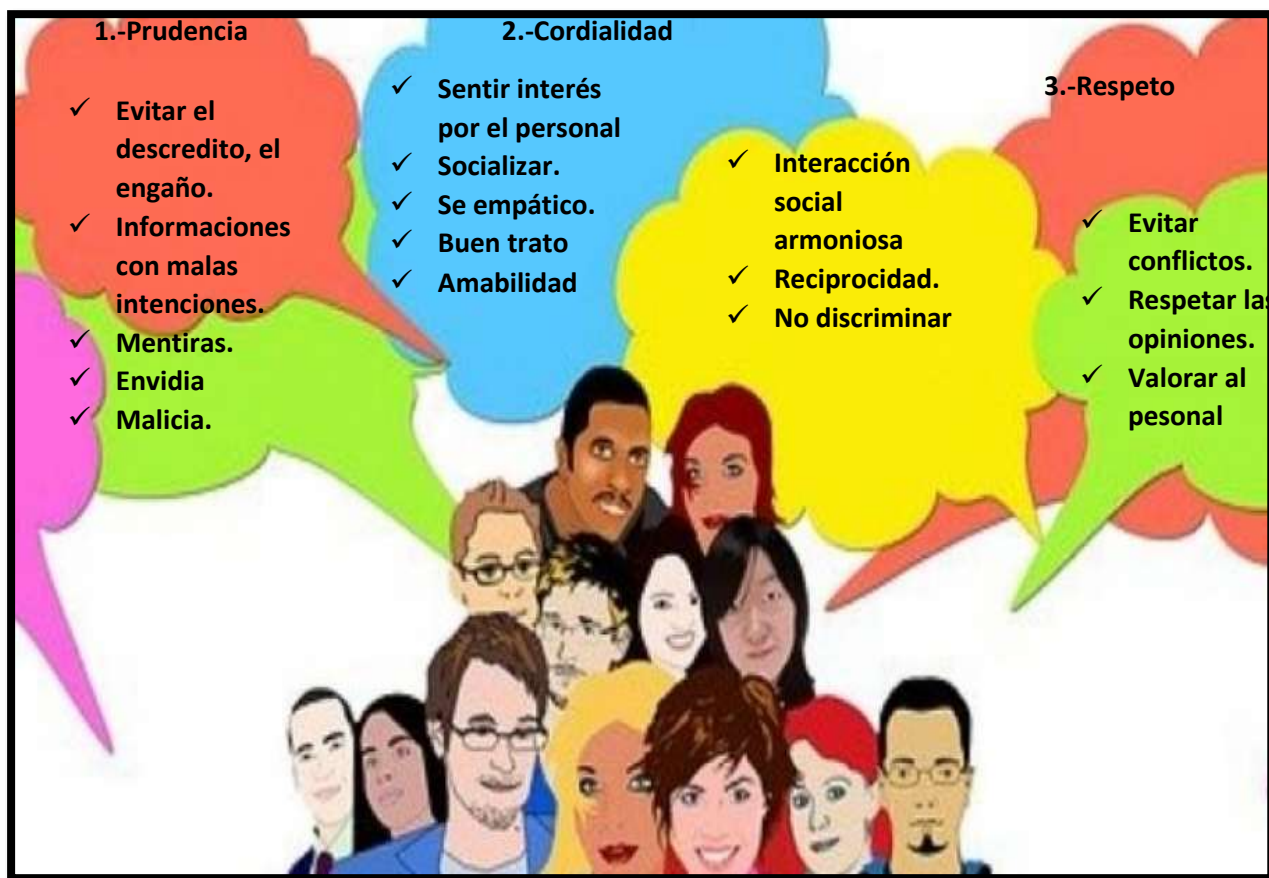 1.-Prudencia
✓ Evitar el
descredito, el
engaño.
✓ Informaciones
con malas
intenciones.
✓ Mentiras.
✓ Envidia
✓ Malicia.
2.-Cordialidad
✓ Sentir interés
por el personal
✓ Socializar.
✓ Se empático.
✓ Buen trato
✓ Amabilidad
✓ Interacción
social
armoniosa
✓ Reciprocidad.
✓ No discriminar
3.-Respeto
✓ Evitar
conflictos.
✓ Respetar las
opiniones.
✓ Valorar al
pesonal